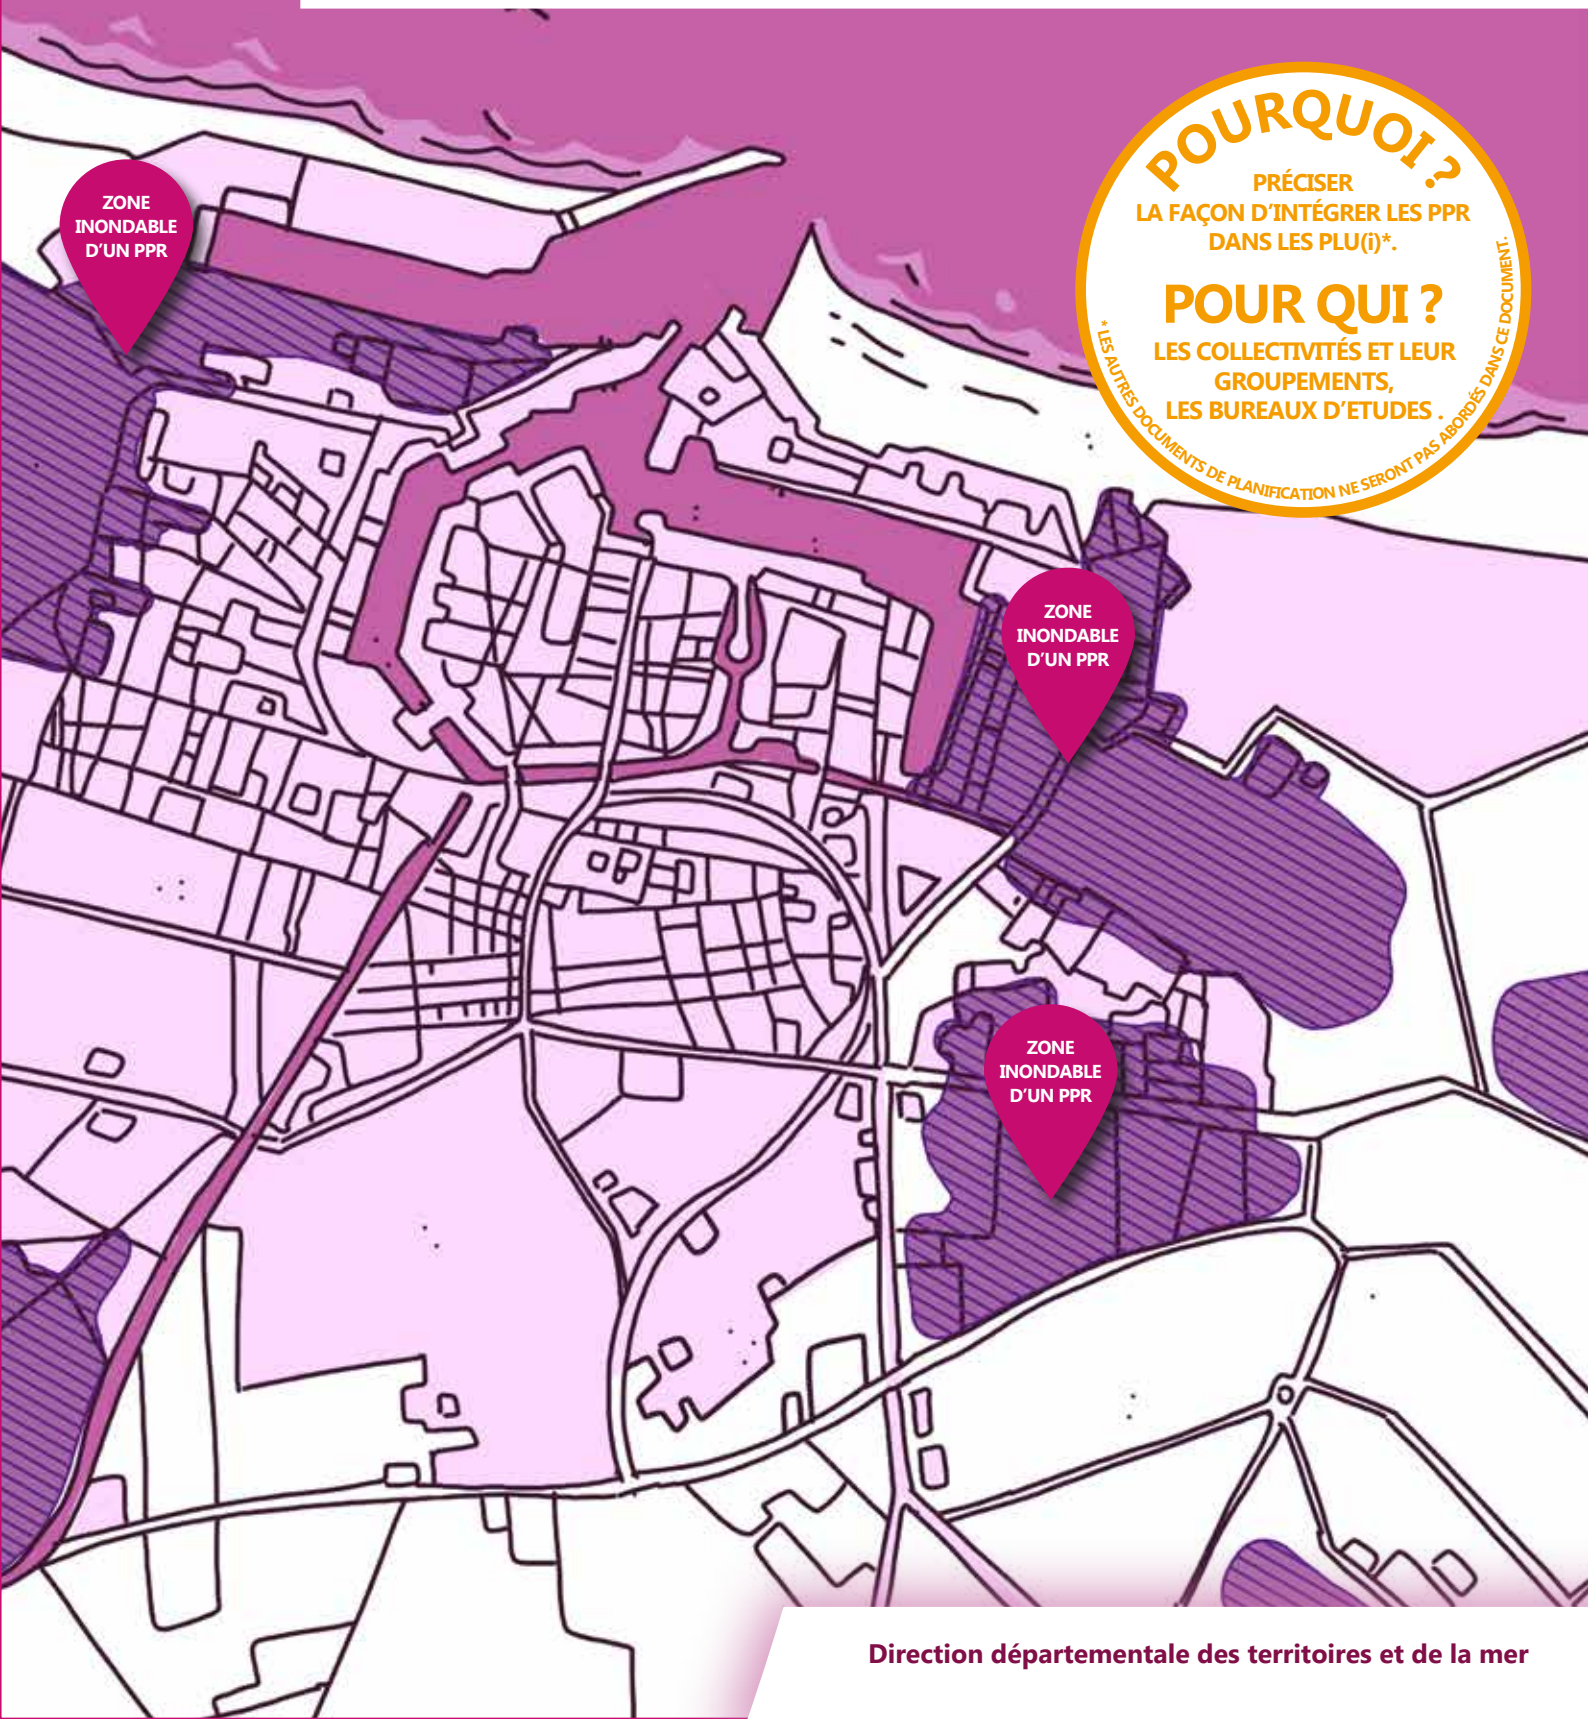 POURQUOI ?
PRÉCISER
LA FAÇON D'INTÉGRER LES PPR
DANS LES PLU(i)*.
POUR QUI ?
LES COLLECTIVITÉS ET LEUR
GROUPEMENTS,
LES BUREAUX D'ETUDES .
* LES AUTRES DOCUMENTS DE PLANIFICATION NE SERONT PAS ABORDÉS DANS CE DOCUMENT.
ZONE
INONDABLE
D'UN PPR
ZONE
INONDABLE
D'UN PPR
ZONE
INONDABLE
D'UN PPR
Direction départementale des territoires et de la mer